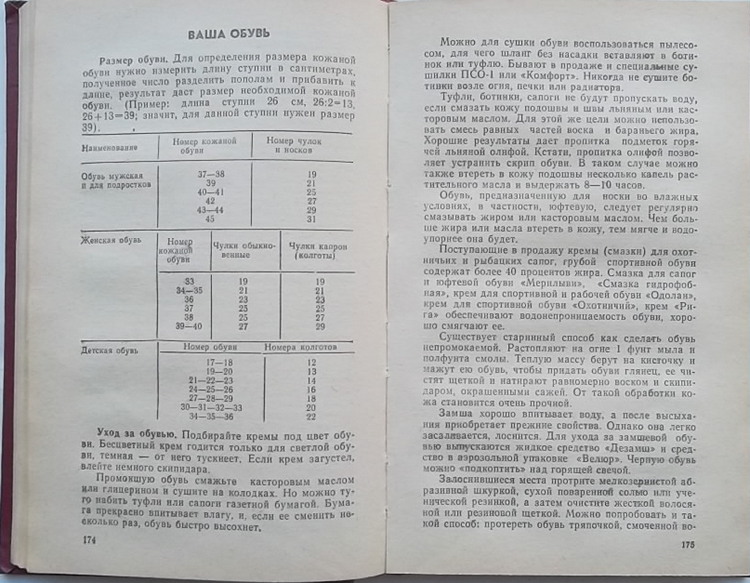 ВАША ОБУВЬ
Размер обуви. Для определения размера кожаной
обуви нужно измерить длину ступни в сантиметрах,
полученное число разделить пополам и прибавить к
длине, результат даст размер необходимой кожаной
обуви. (Пример: длина ступни 26 см, 26:2=13,
26+13=39; значит, для данной ступни нужен размер
39).
Наименование Номер кожаной обуви Номер чулок и носков
Обувь мужская и для подростков
37—38 19
39 21
40—41 25
42 27
43—44 29
45 31
Женская обувь Номер кожаной обуви Чулки обыкновенные Чулки капрон (колготы)
33 19 19
34—35 21 21
36 23 23
37 25 25
38 25 27
39—40 27 29
Детская обувь Номер обуви Номера колготов
17—18 12
19—20 13
21—22—23 14
24—25—26 16
27—28—29 18
30—31—32—33 20
34—35—36 22
Уход за обувью. Подбирайте кремы под цвет обу-
ви. Бесцветный крем годится только для светлой обу-
ви, темная — от него тускнеет. Если крем загустел,
влейте немного скипидара.
Промокшую обувь смажьте касторовым маслом
или глицерином и сушите на колодках. Но можно ту-
го набить туфли или сапоги газетной бумагой. Бума-
га прекрасно впитывает влагу, и, если ее сменить не-
сколько раз, обувь быстро высохнет.
174
Можно для сушки обуви воспользоваться пылесо-
сом, для чего шланг без насадки вставляют в боти-
нок или туфлю. Бывают в продаже и специальные су-
шилки ПСО-1 или «Комфорт». Никогда не сушите бо-
тинки возле огня, печки или радиатора.
Туфли, ботинки, сапоги не будут пропускать воду,
если смазать кожу подошвы и швы льняным или кас-
торовым маслом. Для этой же цели можно использо-
вать смесь равных частей воска и бараньего жира.
Хорошие результаты дает пропитка подметок горя-
чей льняной олифой. Кстати, пропитка олифой позво-
ляет устранить скрип обуви. В таком случае можно
также втереть в кожу подошвы несколько капель рас-
тительного масла и выдержать 8—10 часов.
Обувь, предназначенную для носки во влажных
условиях, в частности, юфтевую, следует регулярно
смазывать жиром или касторовым маслом. Чем боль-
ше жира или масла втереть в кожу, тем мягче и водо-
упорнее она будет.
Поступающие в продажу кремы (смазки) для охот-
ничьих и рыбацких сапог, грубой спортивной обуви
содержат более 40 процентов жира. Смазка для сапог
и юфтевой обуви «Мерилыви», «Смазка гидрофоб-
ная», крем для спортивной и рабочей обуви «Одолан»,
крем для спортивной обуви «Охотничий», крем «Ри-
га» обеспечивают водонепроницаемость обуви, хоро-
шо смягчают ее.
Существует старинный способ как сделать обувь
непромокаемой. Растопляют на огне 1 фунт мыла и
полфунта смолы. Теплую массу берут на кисточку и
мажут ею обувь, чтобы придать обуви глянец, ее чи-
стят щеткой и натирают равномерно воском и скипи-
даром, окрашенными сажей. От такой обработки ко-
жа становится очень прочной.
Замша хорошо впитывает воду, а после высыха-
ния приобретает прежние свойства. Однако она легко
засаливается, лоснится. Для ухода за замшевой обу-
вью выпускаются жидкое средство «Дезамш» и сред-
ство в аэрозольной упаковке «Велюр». Черную обувь
можно «подкоптить» над горящей свечой.
Залоснившиеся места протрите мелкозернистой аб-
разивной шкуркой, сухой поваренной солью или уче-
нической резинкой, а затем очистите жесткой волося-
ной или резиновой щеткой. Можно попробовать и та-
кой способ: протереть обувь тряпочкой, смоченной во-
175